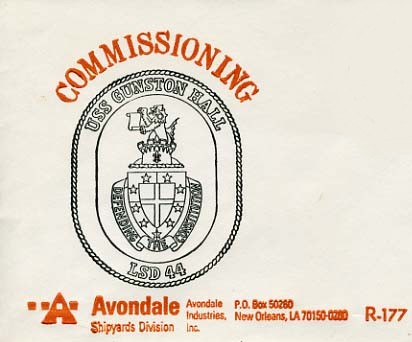 COMMISSIONING
USS GUNSTON HALL
DEFENDING THE CONSTITUTION
LSD 44
A Avondale
Shipyards Division
Avondale
Industries,
Inc.
P.O. Box 50280
New Orleans, LA 70150-0280
R-177